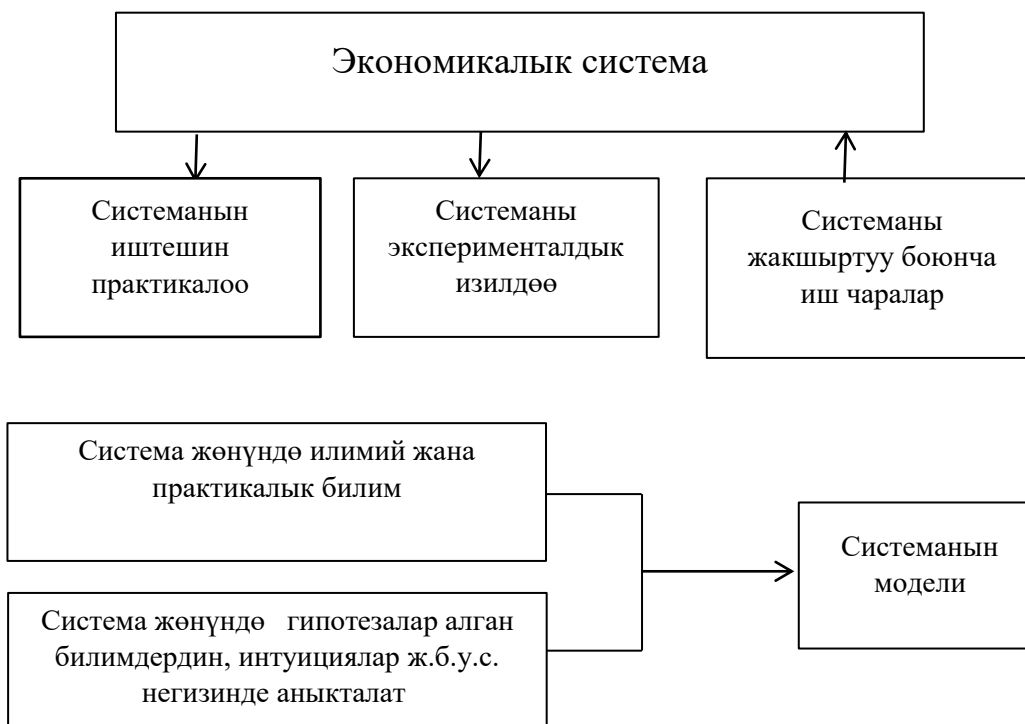 Экономикалык система
Системанын
иштешин
практикалоо
Системаны
эксперименталдык
изилдөө
Системаны
жакшыртуу боюнча
иш чаралар
Система жөнүндө илимий жана
практикалык билим
Системанын
модели
Система жөнүндө гипотезалар алган
билимдердин, интуициялар ж.б.у.с.
негизинде аныкталат